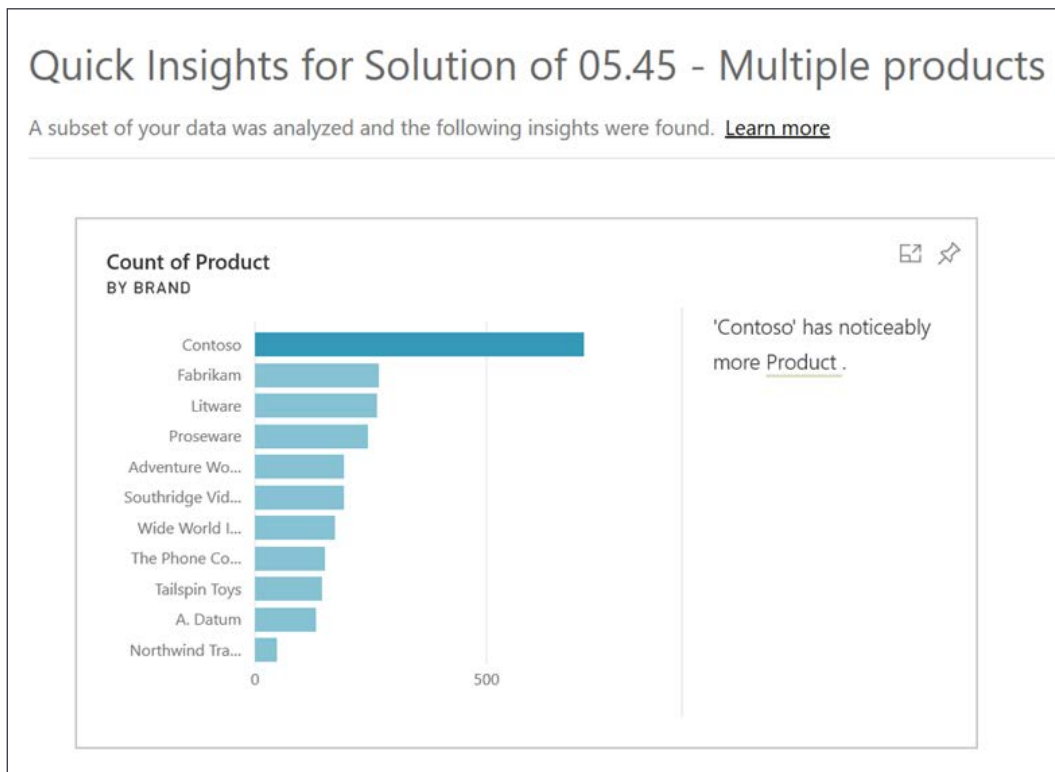 Quick Insights for Solution of 05.45 - Multiple products
A subset of your data was analyzed and the following insights were found. Learn more
Count of Product
BY BRAND
'Contoso' has noticeably
more Product .
Contoso
Fabrikam
Litware
Proseware
Adventure Wo...
Southridge Vid...
Wide World I...
The Phone Co...
Tailspin Toys
A. Datum
Northwind Tra...
0 500